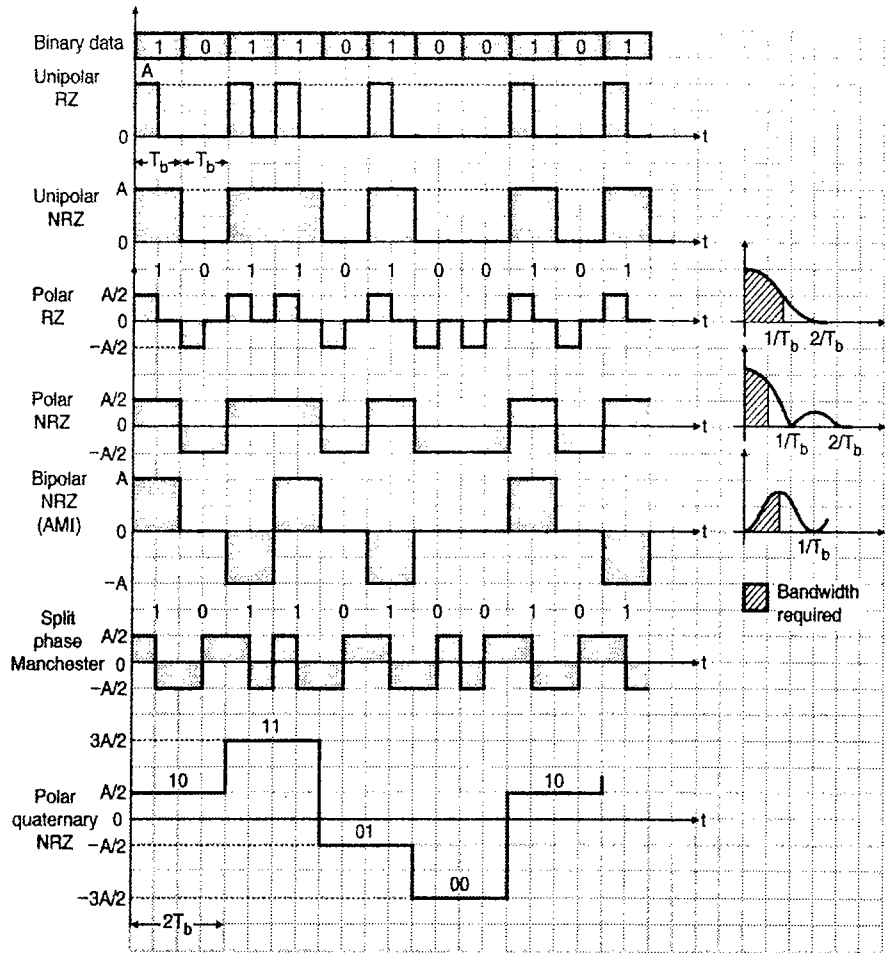 Binary data 1 0 1 1 0 1 0 0 1 0 1
Unipolar RZ
A
0
t
T_b T_b
Unipolar NRZ
A
0
t
1 0 1 1 0 1 0 0 1 0 1
Polar RZ
A/2
0
−A/2
t
1/T_b 2/T_b
Polar NRZ
A/2
0
−A/2
t
1/T_b 2/T_b
Bipolar NRZ (AMI)
A
0
−A
t
1/T_b
Bandwidth required
1 0 1 1 0 1 0 0 1 0 1
Split phase Manchester
A/2
0
−A/2
t
Polar quaternary NRZ
3A/2
A/2
0
−A/2
−3A/2
10
11
01
00
10
t
2T_b